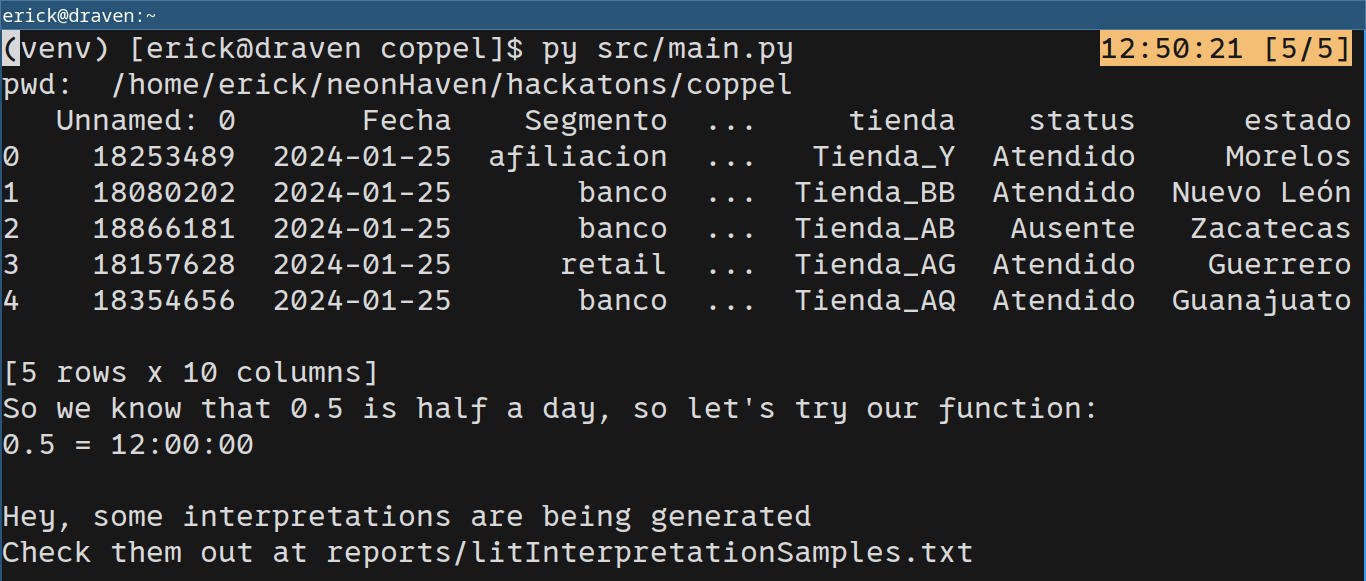 erick@draven:~
(venv) [erick@draven coppel]$ py src/main.py 12:50:21 [5/5]
pwd:  /home/erick/neonHaven/hackatons/coppel
   Unnamed: 0       Fecha    Segmento  ...     tienda    status      estado
0    18253489  2024-01-25  afiliacion  ...   Tienda_Y  Atendido     Morelos
1    18080202  2024-01-25       banco  ...  Tienda_BB  Atendido  Nuevo León
2    18866181  2024-01-25       banco  ...  Tienda_AB   Ausente   Zacatecas
3    18157628  2024-01-25      retail  ...  Tienda_AG  Atendido    Guerrero
4    18354656  2024-01-25       banco  ...  Tienda_AQ  Atendido  Guanajuato
[5 rows x 10 columns]
So we know that 0.5 is half a day, so let's try our function:
0.5 = 12:00:00
Hey, some interpretations are being generated
Check them out at reports/litInterpretationSamples.txt